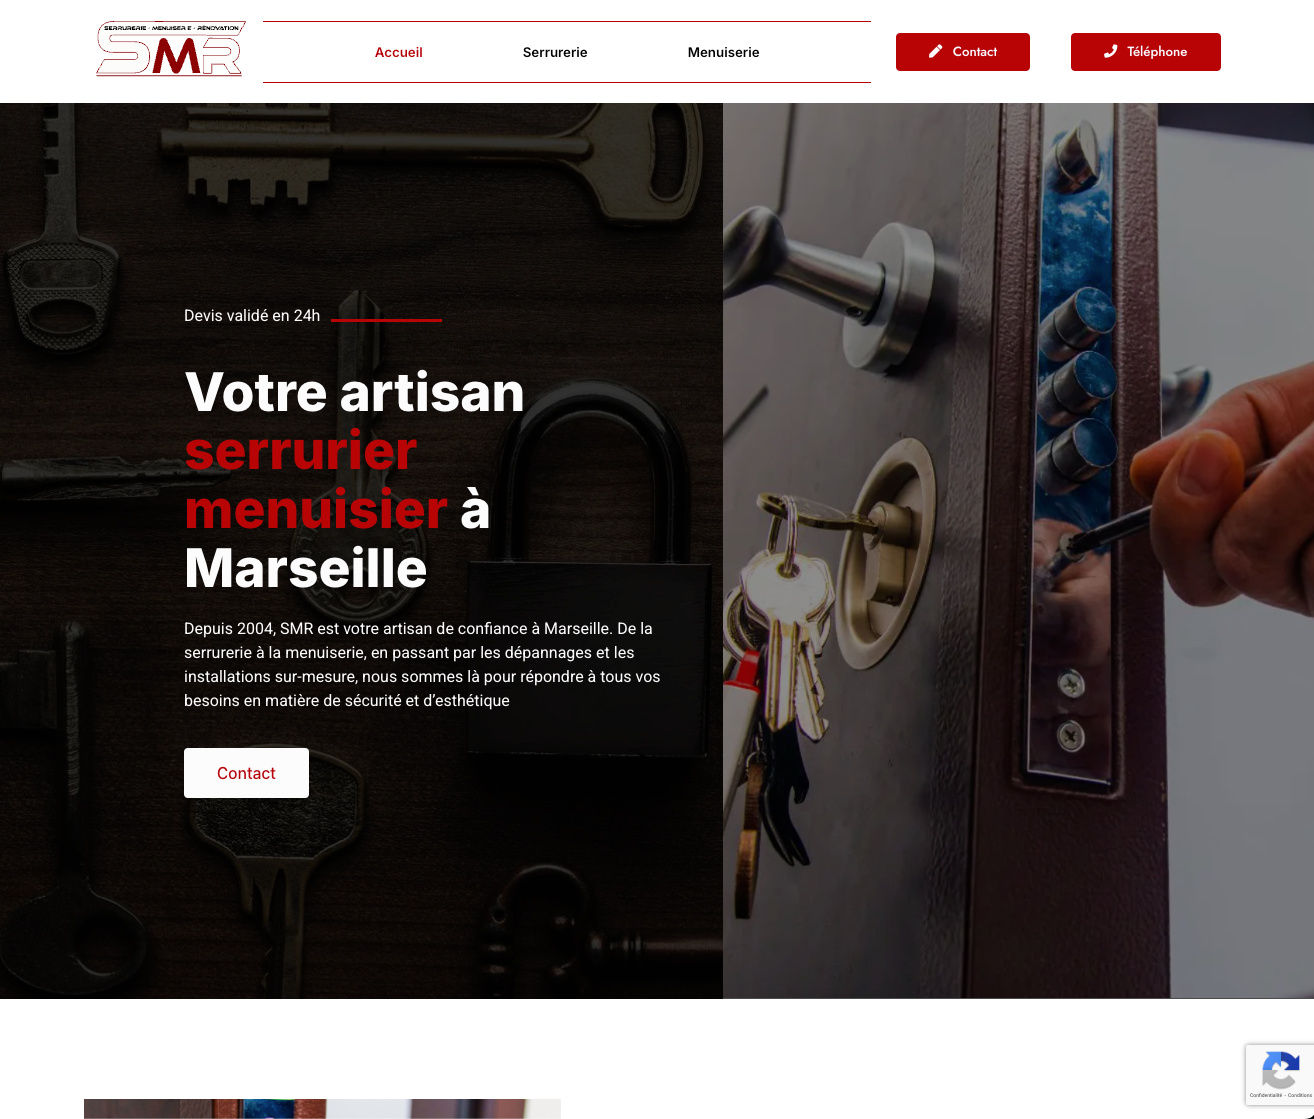 SERRURERIE - MENUISERIE - RÉNOVATION
SMR
Accueil
Serrurerie
Menuiserie
Contact
Téléphone
Devis validé en 24h
Votre artisan
serrurier
menuisier à
Marseille
Depuis 2004, SMR est votre artisan de confiance à Marseille. De la
serrurerie à la menuiserie, en passant par les dépannages et les
installations sur-mesure, nous sommes là pour répondre à tous vos
besoins en matière de sécurité et d’esthétique
Contact
Confidentialité - Conditions